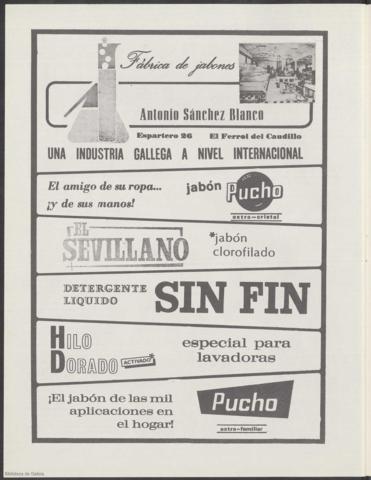 Fábrica de jabones
Antonio Sánchez Blanco
Espartero 26 El Ferrol del Caudillo
UNA INDUSTRIA GALLEGA A NIVEL INTERNACIONAL
El amigo de su ropa...
¡y de sus manos!
jabón
Pucho
extra-cristal
EL
SEVILLANO
*jabón
clorofilado
DETERGENTE
LIQUIDO
SIN FIN
HILO
DORADO
ACTIVADO*
especial para
lavadoras
¡El jabón de las mil
aplicaciones en
el hogar!
Pucho
extra-familiar
Biblioteca de Galicia